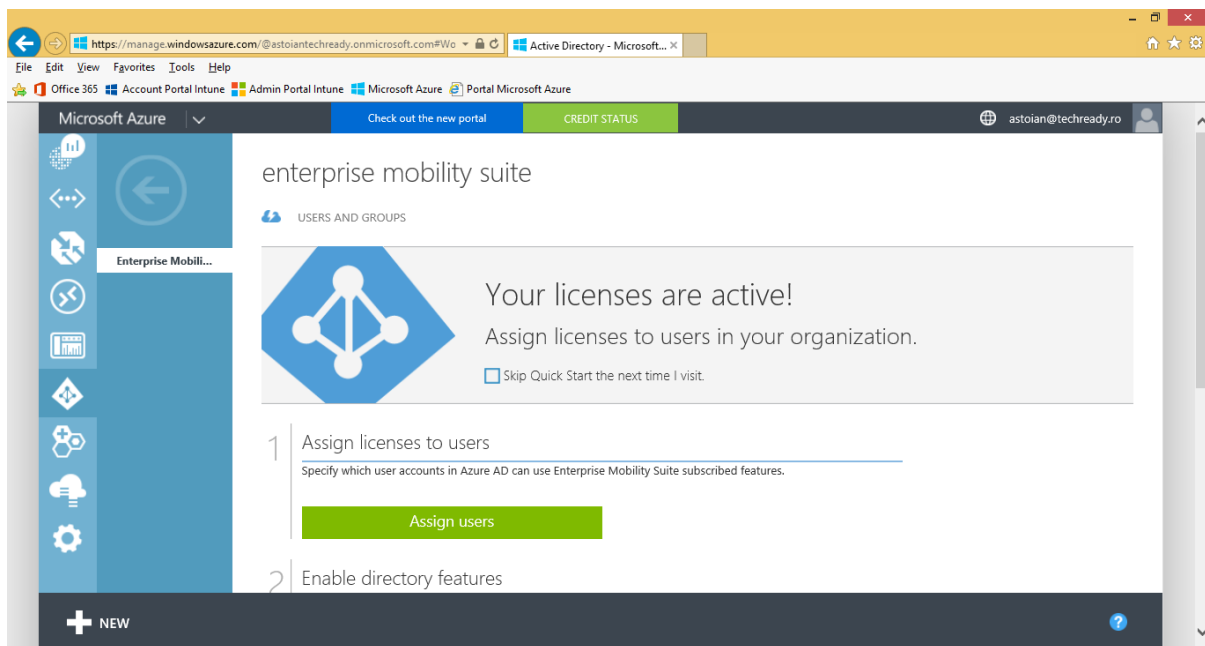 https://manage.windowsazure.com/@astoiantechready.onmicrosoft.com#Wo
Active Directory - Microsoft...
File Edit View Favorites Tools Help
Office 365 Account Portal Intune Admin Portal Intune Microsoft Azure Portal Microsoft Azure
Microsoft Azure Check out the new portal CREDIT STATUS astoian@techready.ro
enterprise mobility suite
USERS AND GROUPS
Enterprise Mobili...
Your licenses are active!
Assign licenses to users in your organization.
Skip Quick Start the next time I visit.
1 Assign licenses to users
Specify which user accounts in Azure AD can use Enterprise Mobility Suite subscribed features.
Assign users
2 Enable directory features
NEW
?